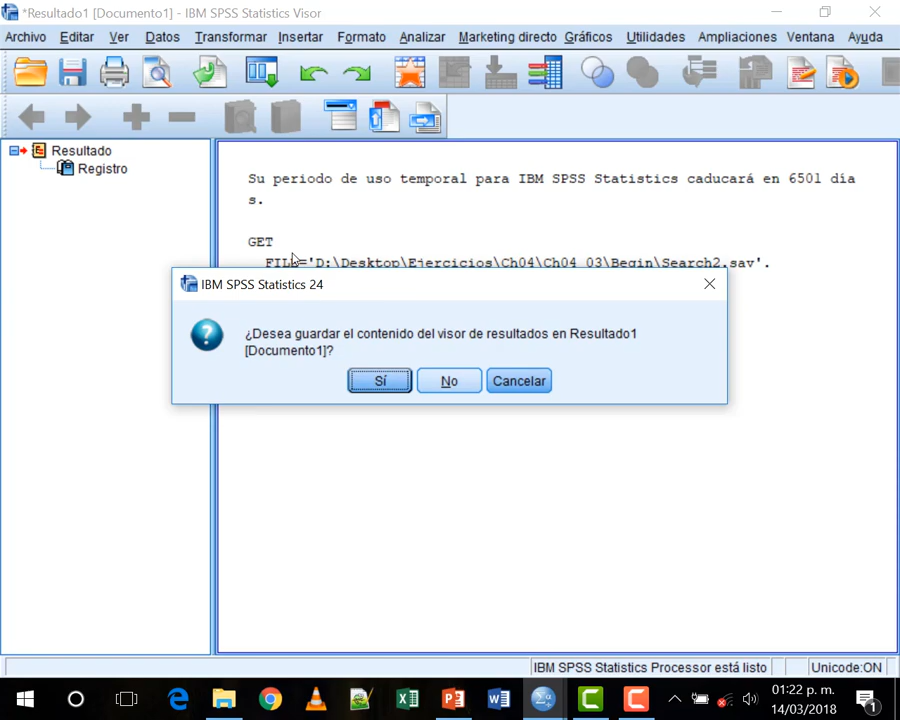 *Resultado1 [Documento1] - IBM SPSS Statistics Visor
Archivo Editar Ver Datos Transformar Insertar Formato Analizar Marketing directo Gráficos Utilidades Ampliaciones Ventana Ayuda
Resultado
Registro
Su periodo de uso temporal para IBM SPSS Statistics caducará en 6501 día
s.
GET
FILE='D:\Desktop\Ejercicios\Ch04\Ch04_03\Begin\Search2.sav'.
IBM SPSS Statistics 24
¿Desea guardar el contenido del visor de resultados en Resultado1
[Documento1]?
Sí No Cancelar
IBM SPSS Statistics Processor está listo Unicode:ON
01:22 p. m.
14/03/2018
1